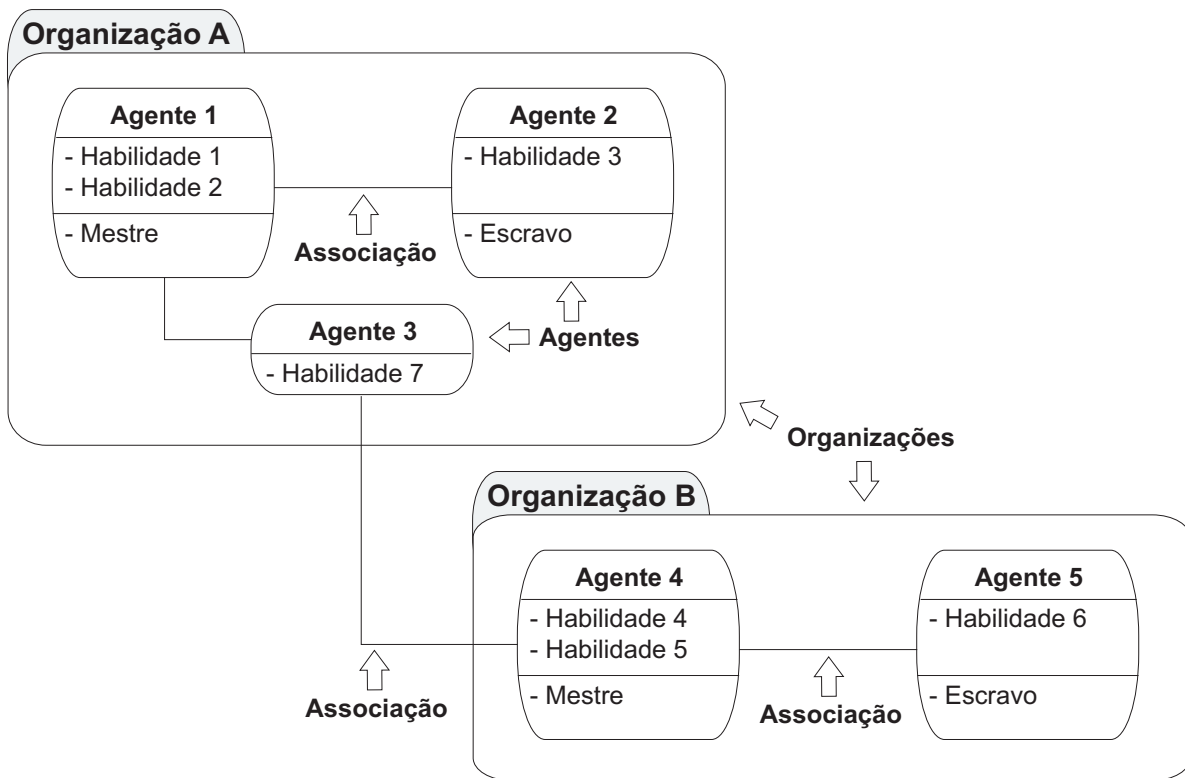 Organização A
Agente 1
- Habilidade 1
- Habilidade 2
- Mestre
Associação
Agente 2
- Habilidade 3
- Escravo
Agente 3
- Habilidade 7
Agentes
Organizações
Organização B
Agente 4
- Habilidade 4
- Habilidade 5
- Mestre
Associação
Agente 5
- Habilidade 6
- Escravo
Associação